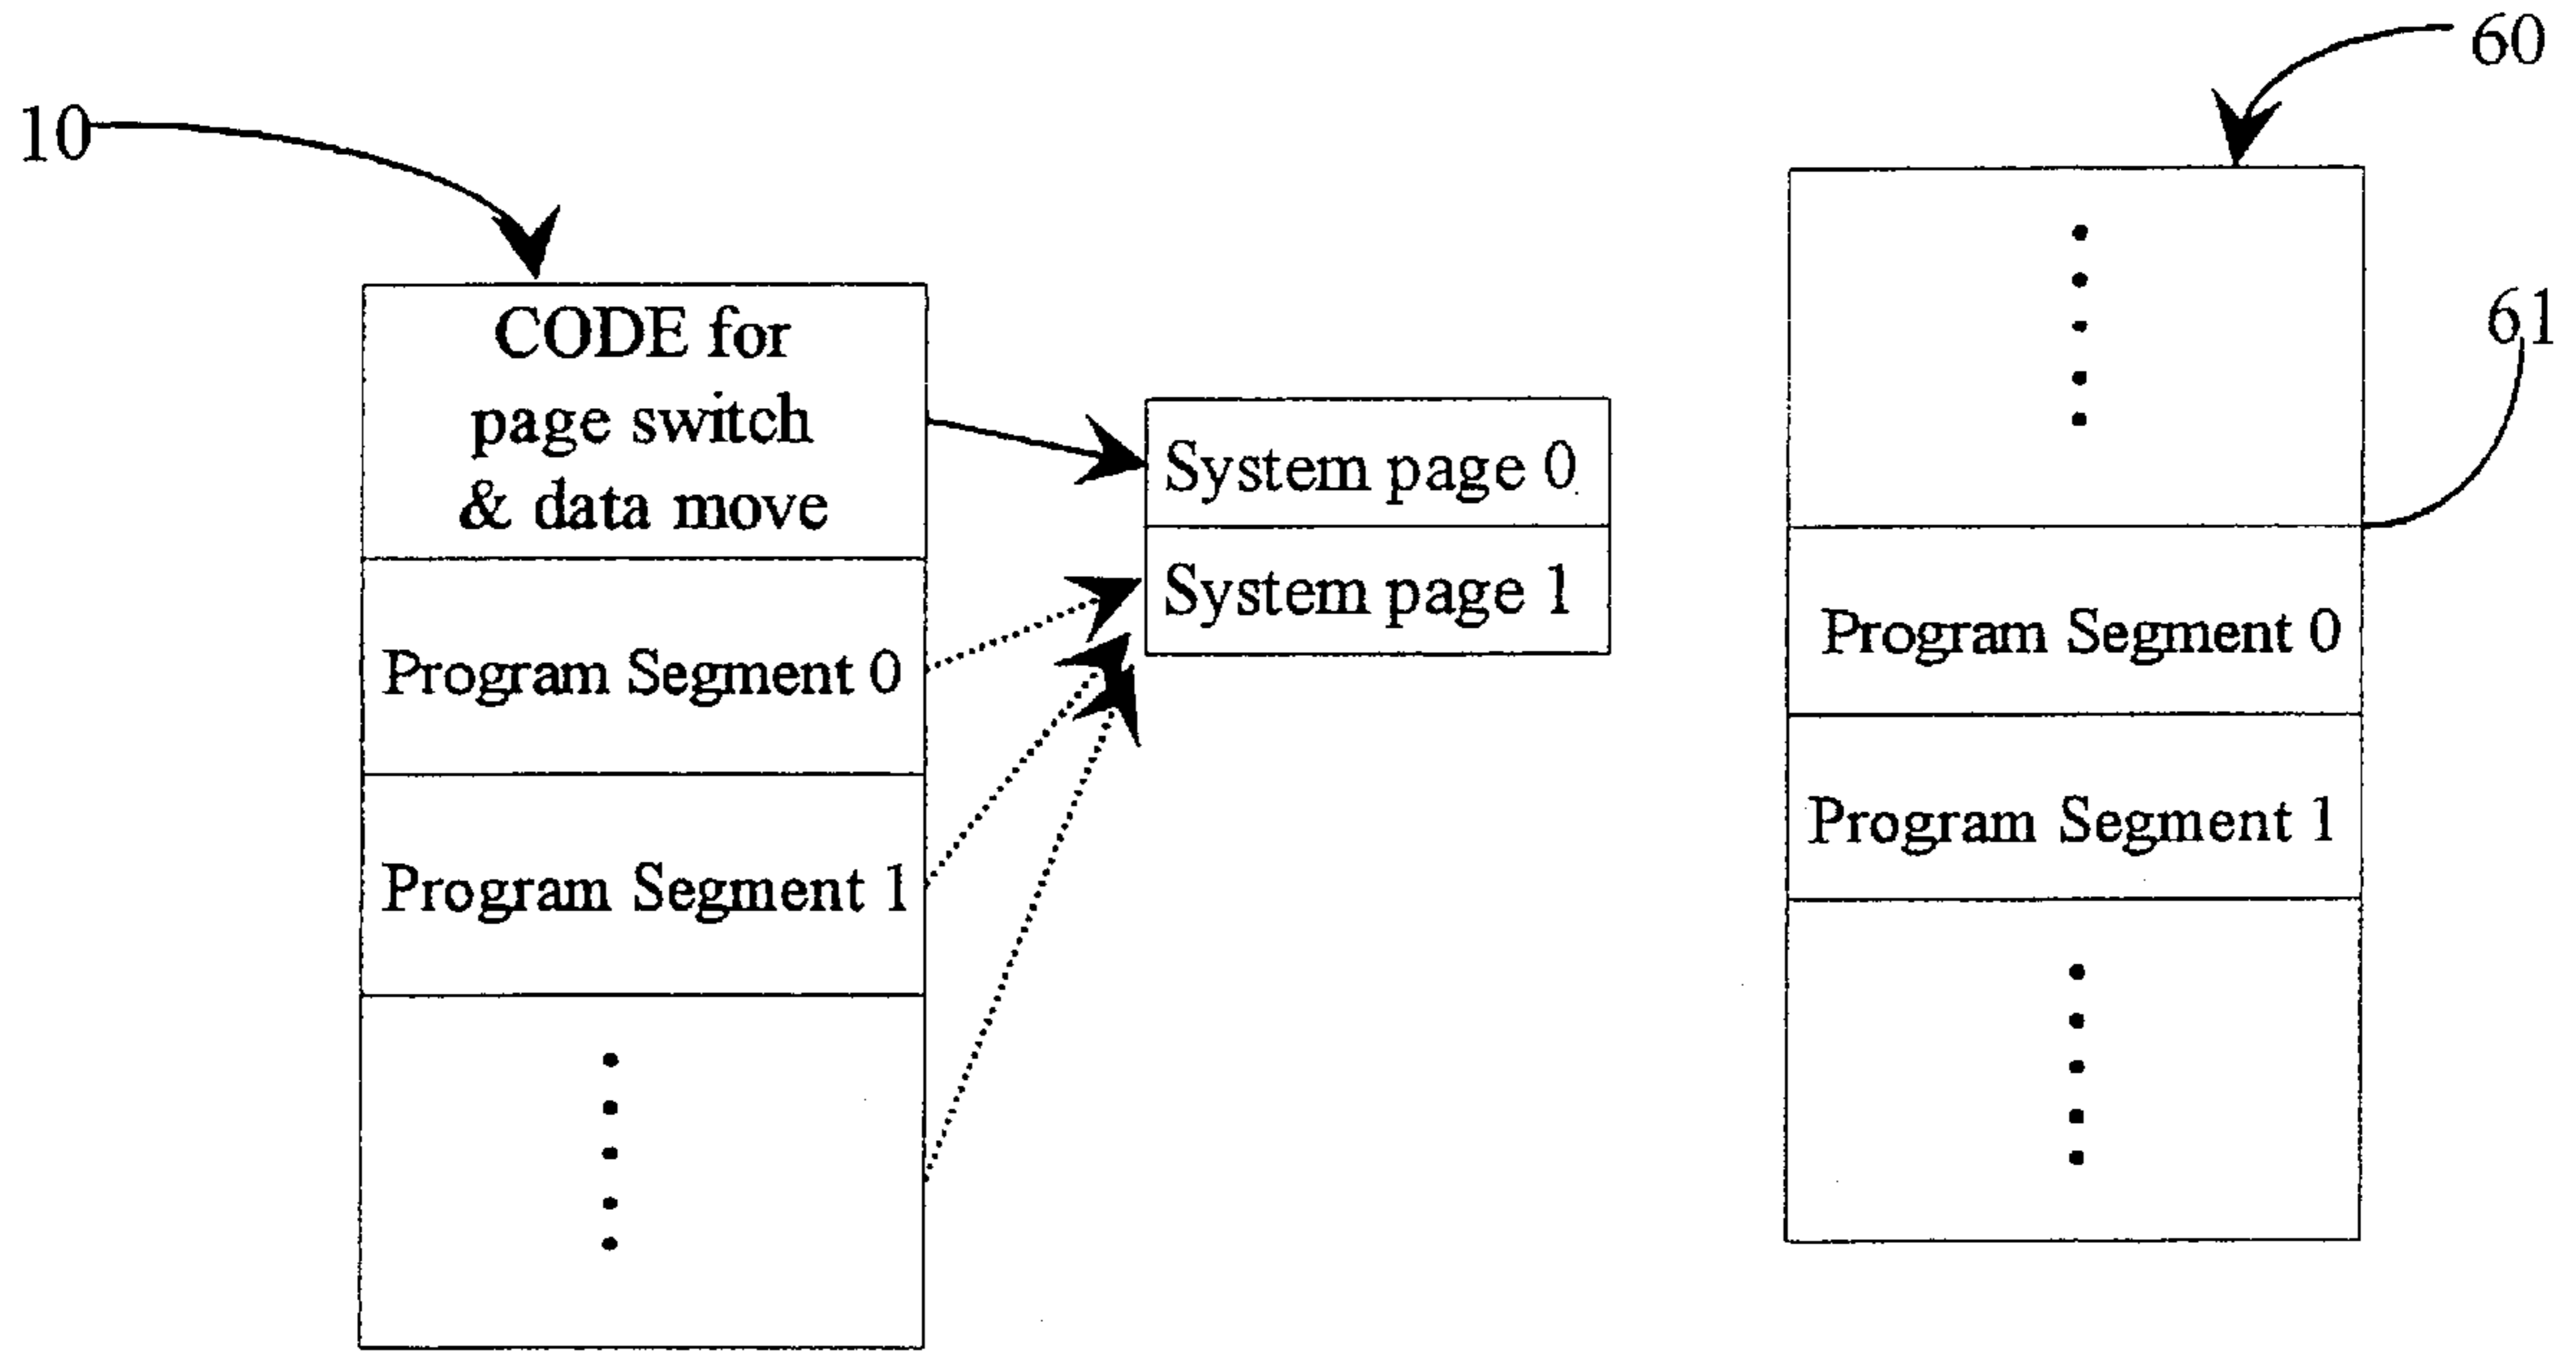 10
CODE for
page switch
& data move
Program Segment 0
Program Segment 1
System page 0
System page 1
60
61
Program Segment 0
Program Segment 1